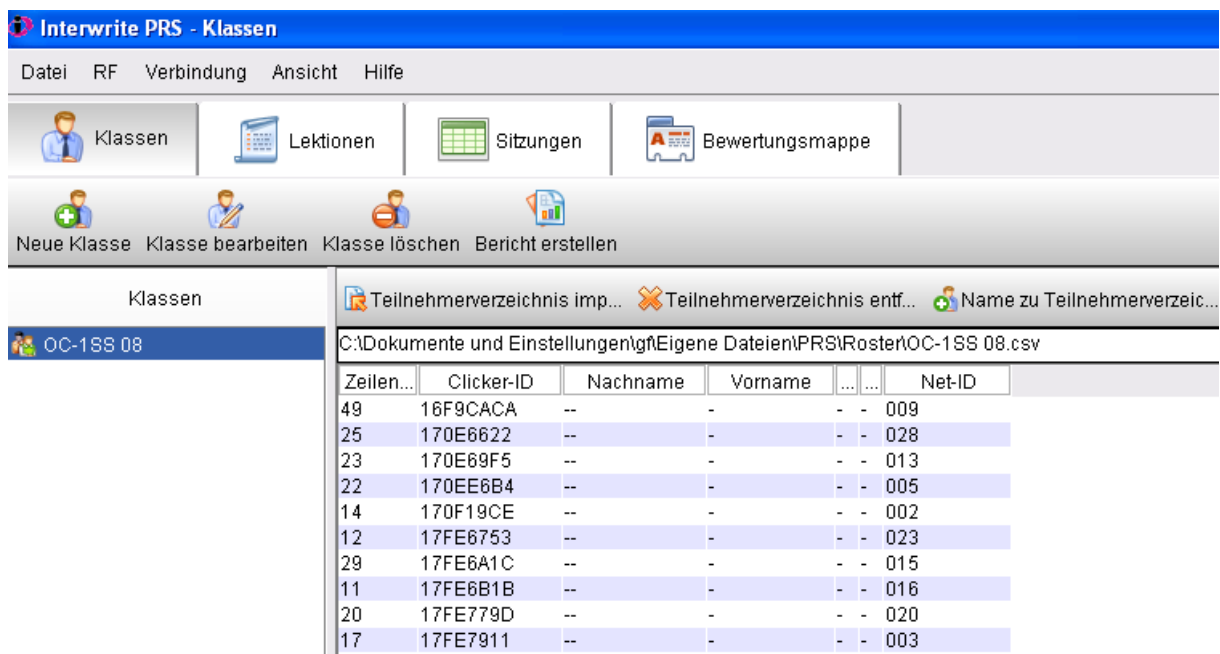 Interwrite PRS - Klassen
Datei RF Verbindung Ansicht Hilfe
Klassen Lektionen Sitzungen Bewertungsmappe
Neue Klasse Klasse bearbeiten Klasse löschen Bericht erstellen
Klassen Teilnehmerverzeichnis imp... Teilnehmerverzeichnis entf... Name zu Teilnehmerverzeic...
OC-1SS 08 C:\Dokumente und Einstellungen\gf\Eigene Dateien\PRS\Roster\OC-1SS 08.csv
Zeilen... Clicker-ID Nachname Vorname ... ... Net-ID
49 16F9CACA -- - - - 009
25 170E6622 -- - - - 028
23 170E69F5 -- - - - 013
22 170EE6B4 -- - - - 005
14 170F19CE -- - - - 002
12 17FE6753 -- - - - 023
29 17FE6A1C -- - - - 015
11 17FE6B1B -- - - - 016
20 17FE779D -- - - - 020
17 17FE7911 -- - - - 003